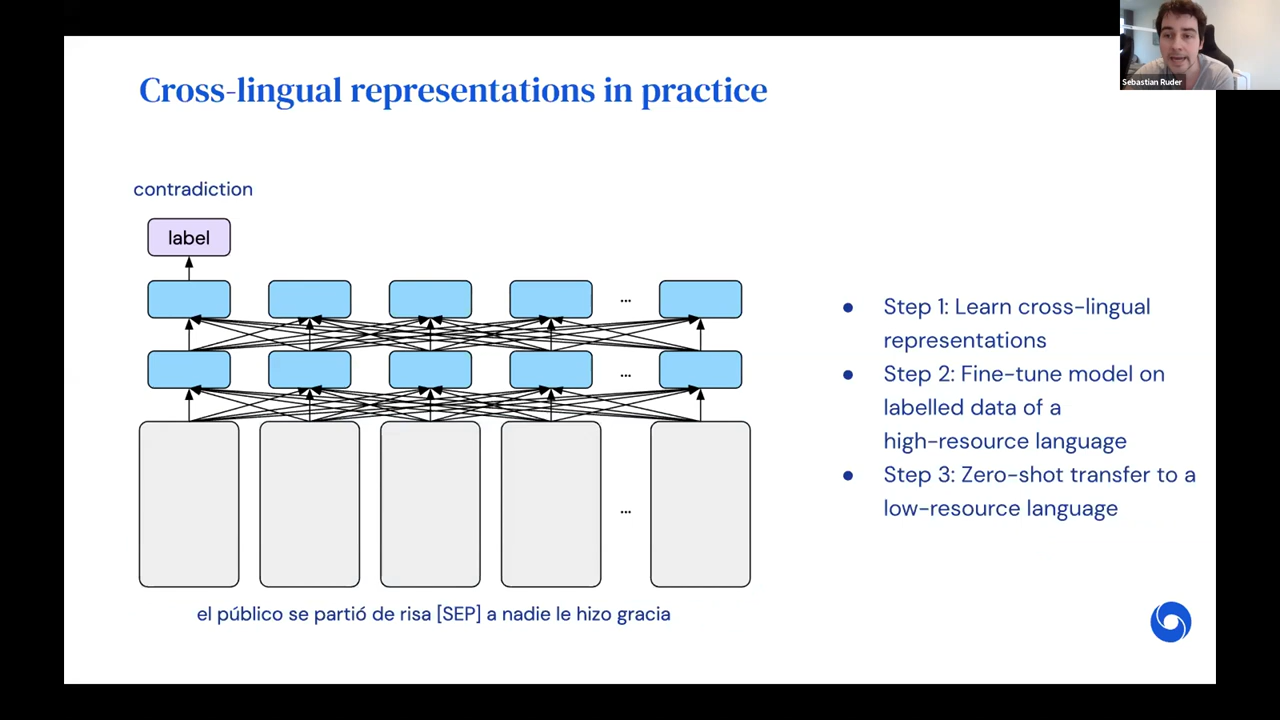 Sebastian Ruder
Cross-lingual representations in practice
contradiction
label
...
...
...
el público se partió de risa [SEP] a nadie le hizo gracia
● Step 1: Learn cross-lingual
representations
● Step 2: Fine-tune model on
labelled data of a
high-resource language
● Step 3: Zero-shot transfer to a
low-resource language